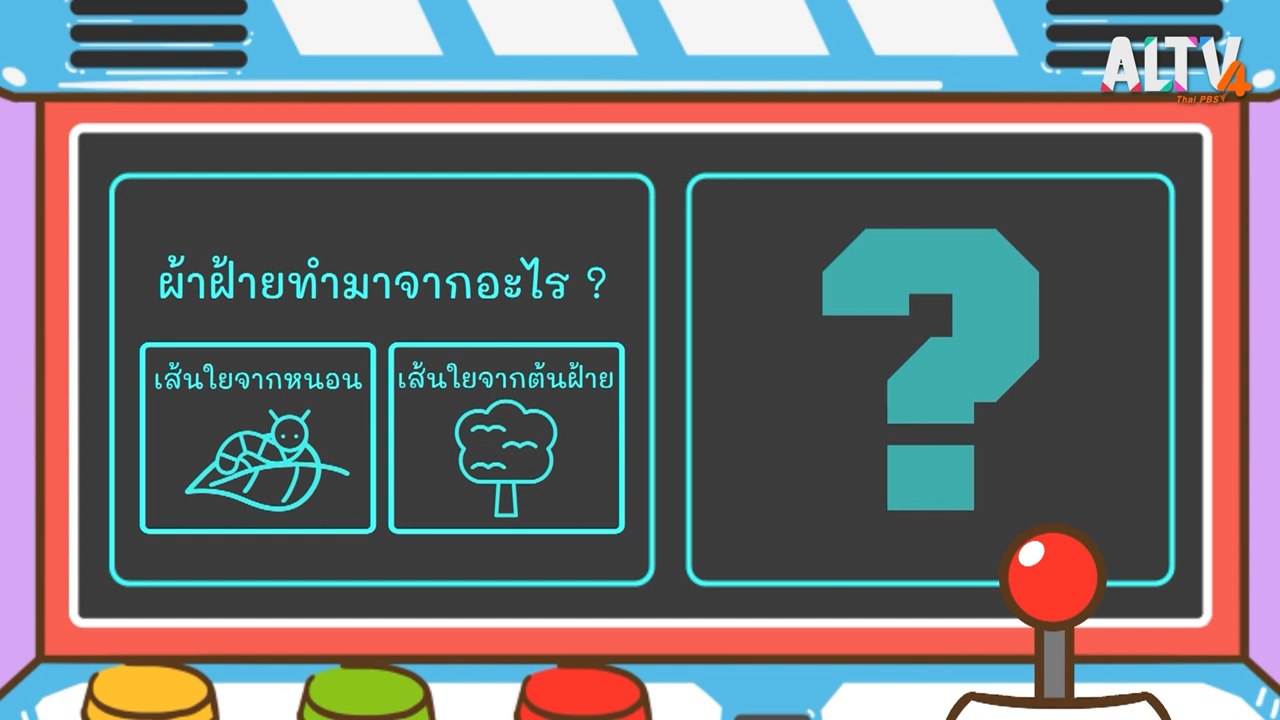 ALTV4
Thai PBS
ผ้าฝ้ายทำมาจากอะไร ?
เส้นใยจากหนอน
เส้นใยจากต้นฝ้าย
?